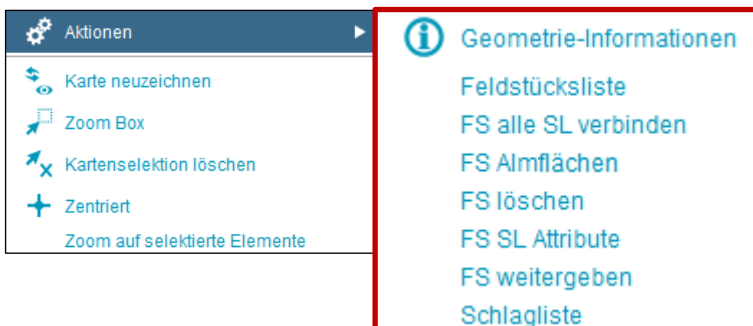 Aktionen
Karte neuzeichnen
Zoom Box
Kartenselektion löschen
Zentriert
Zoom auf selektierte Elemente
Geometrie-Informationen
Feldstücksliste
FS alle SL verbinden
FS Almflächen
FS löschen
FS SL Attribute
FS weitergeben
Schlagliste